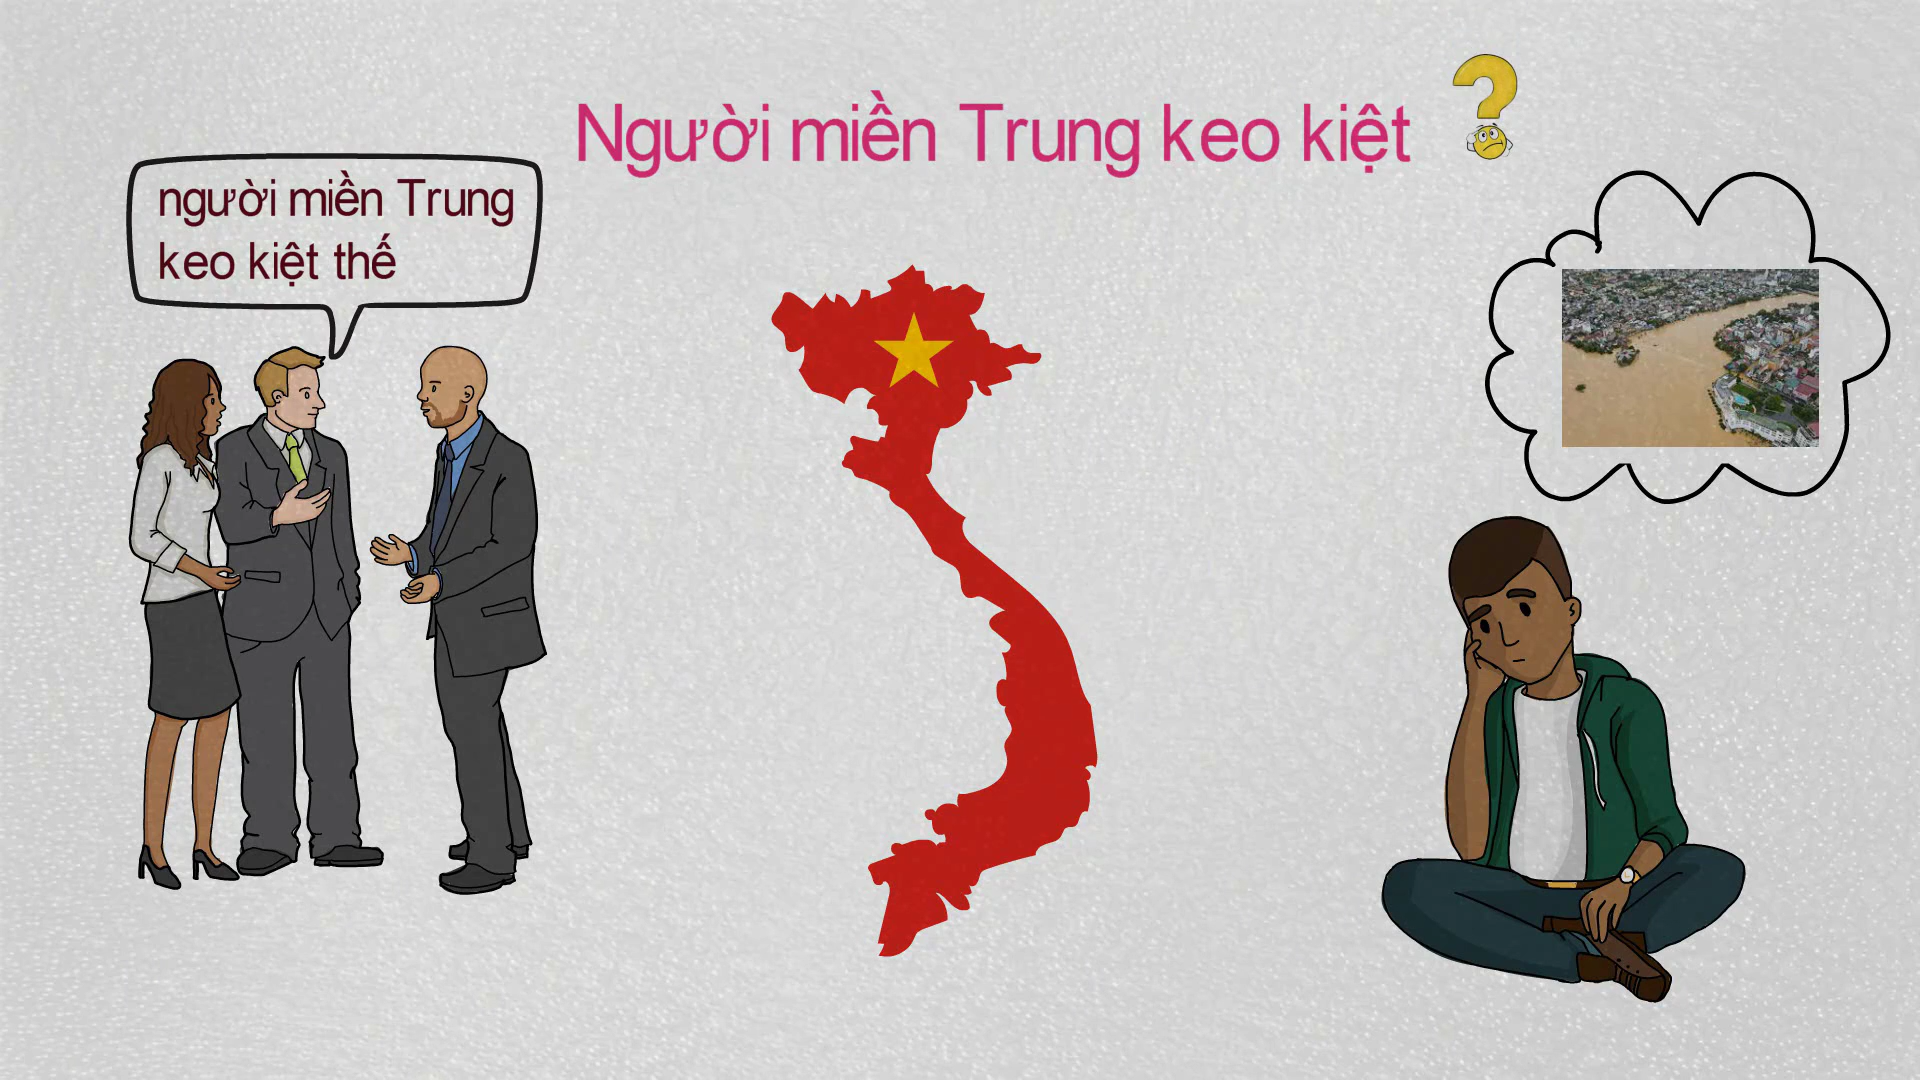 Người miền Trung keo kiệt ?
người miền Trung
keo kiệt thế